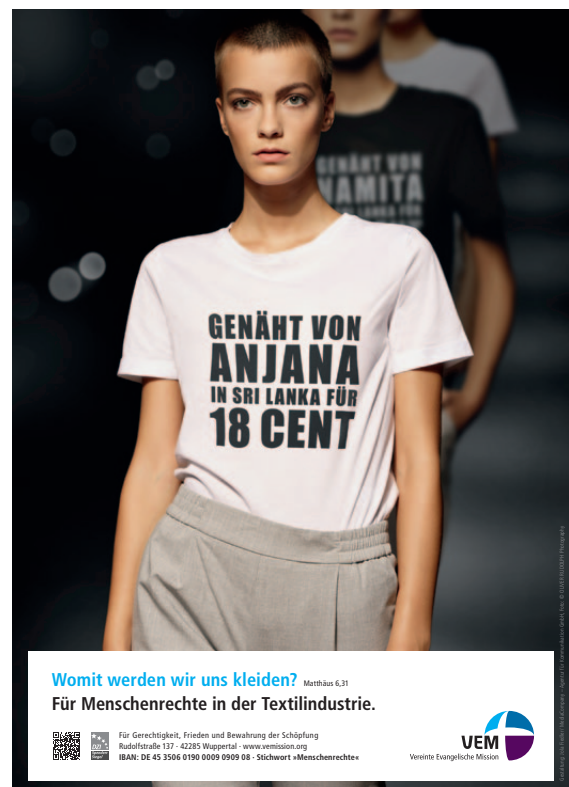 GENÄHT VON
NAMITA
GENÄHT VON
ANJANA
IN SRI LANKA FÜR
18 CENT
Womit werden wir uns kleiden? Matthäus 6,31
Für Menschenrechte in der Textilindustrie.
Für Gerechtigkeit, Frieden und Bewahrung der Schöpfung
Rudolfstraße 137 · 42285 Wuppertal · www.vemission.org
IBAN: DE 45 3506 0190 0009 0909 08 · Stichwort »Menschenrechte«
DZI
VEM
Vereinte Evangelische Mission